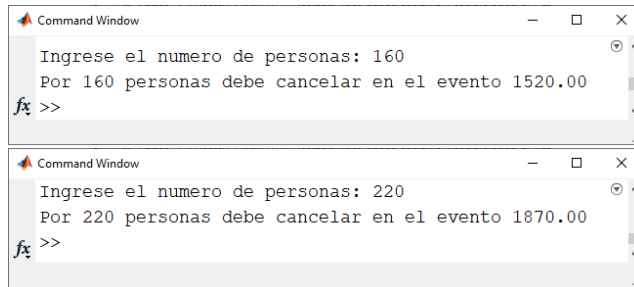 Command Window
Ingrese el numero de personas: 160
Por 160 personas debe cancelar en el evento 1520.00
fx >>
Command Window
Ingrese el numero de personas: 220
Por 220 personas debe cancelar en el evento 1870.00
fx >>